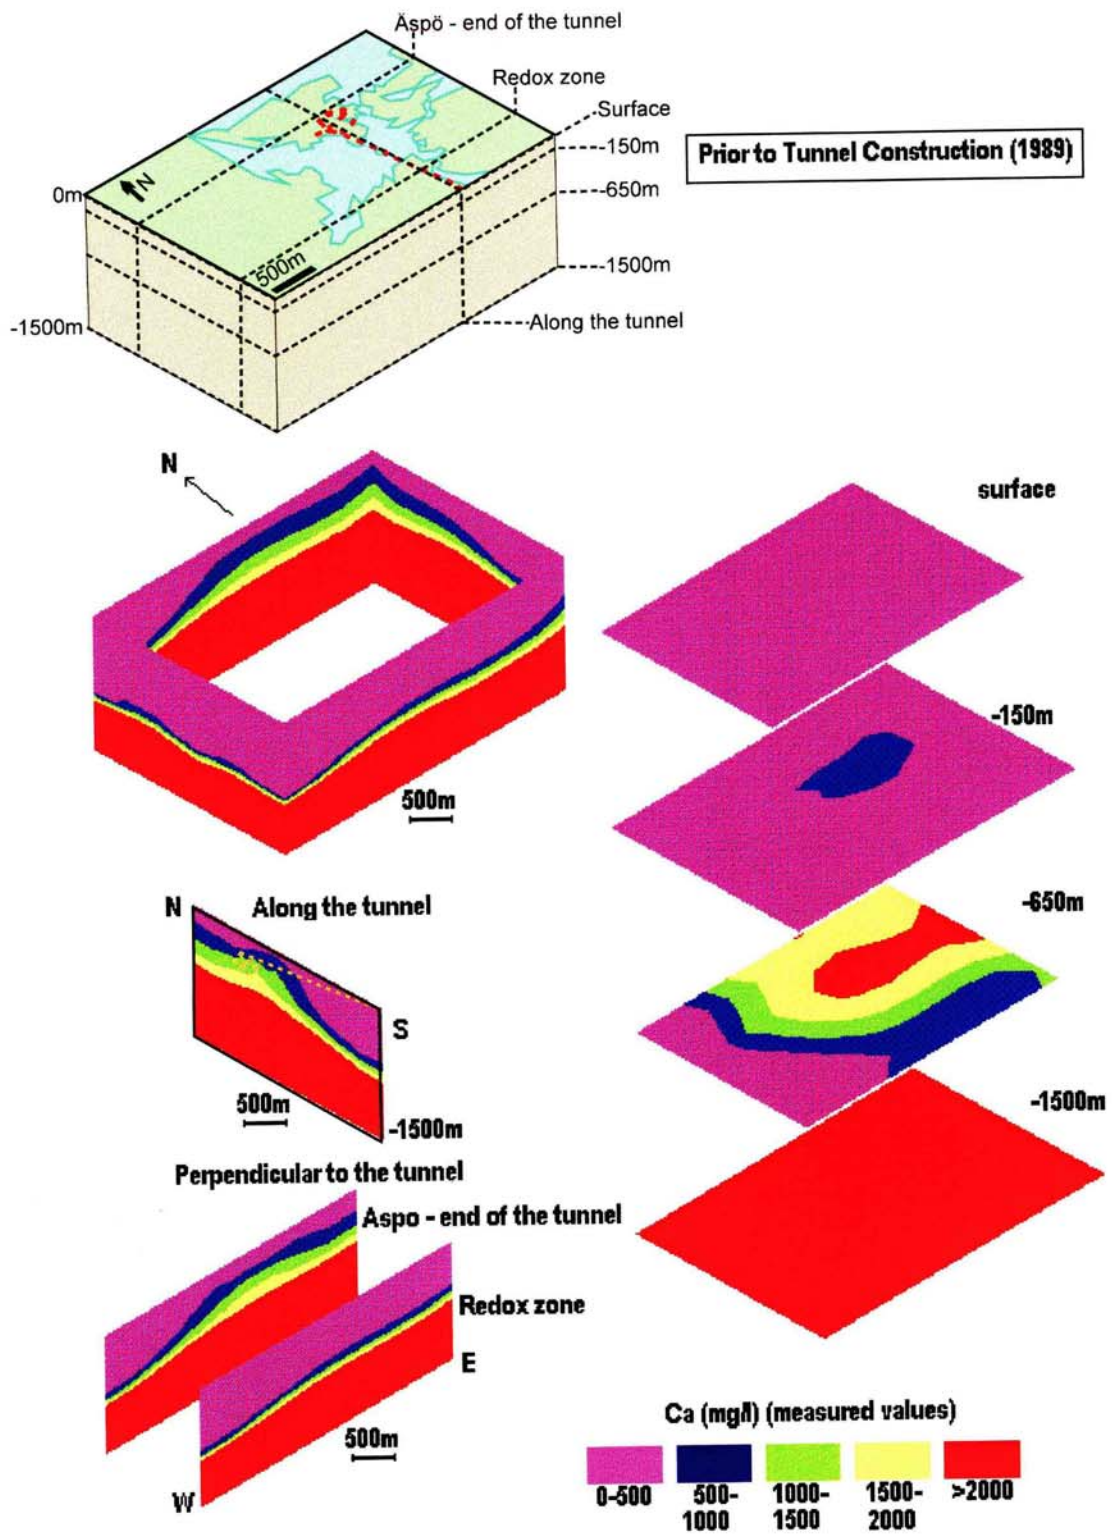 Äspö - end of the tunnel
Redox zone
Surface
-150m
-650m
-1500m
Along the tunnel
0m
-1500m
N
500m
Prior to Tunnel Construction (1989)
N
500m
surface
-150m
-650m
-1500m
N
Along the tunnel
S
500m
-1500m
Perpendicular to the tunnel
Aspo - end of the tunnel
Redox zone
E
500m
W
Ca (mg/l) (measured values)
0-500
500-
1000
1000-
1500
1500-
2000
>2000